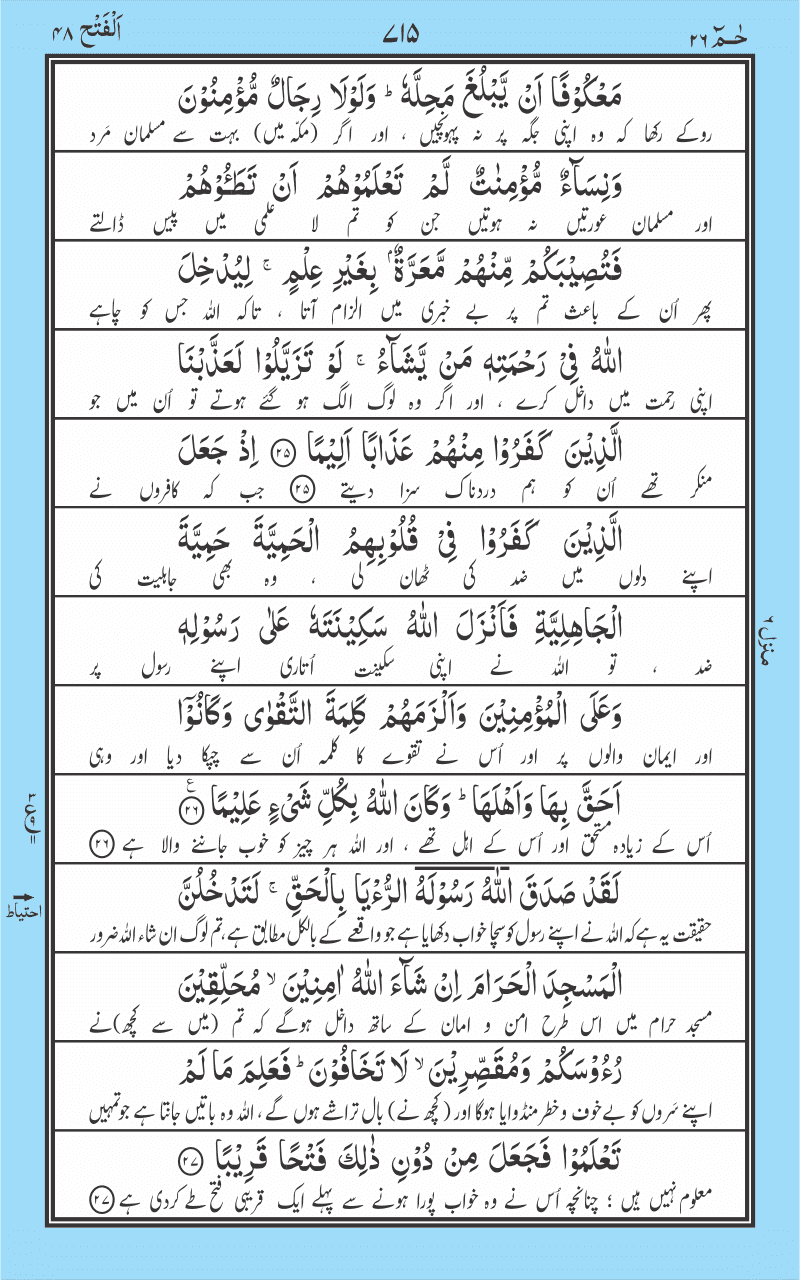 حٰـمٓ ۲۶ ۷۱۵ اَلْفَتْح ۴۸
مَعْكُوْفًا اَنْ يَّبْلُغَ مَحِلَّهٗ ؕ وَلَوْلَا رِجَالٌ مُّؤْمِنُوْنَ
روکے رکھا کہ وہ اپنی جگہ پر نہ پہونچیں ، اور اگر (مکّہ میں) بہت سے مسلمان مَرد
وَنِسَآءٌ مُّؤْمِنٰتٌ لَّمْ تَعْلَمُوْهُمْ اَنْ تَطَـُٔوْهُمْ
اور مسلمان عورتیں نہ ہوتیں جن کو تم لا علمی میں پیس ڈالتے
فَتُصِيْبَكُمْ مِّنْهُمْ مَّعَرَّةٌۢ بِغَيْرِ عِلْمٍ ۚ لِيُدْخِلَ
پھر اُن کے باعث تم پر بے خبری میں الزام آتا ، تاکہ اللہ جس کو چاہے
اللّٰهُ فِىْ رَحْمَتِهٖ مَنْ يَّشَآءُ ۚ لَوْ تَزَيَّلُوْا لَعَذَّبْنَا
اپنی رحمت میں داخل کرے ، اور اگر وہ لوگ الگ ہو گئے ہوتے تو اُن میں جو
الَّذِيْنَ كَفَرُوْا مِنْهُمْ عَذَابًا اَلِيْمًا ۲۵ اِذْ جَعَلَ
منکر تھے اُن کو ہم دردناک سزا دیتے ۲۵ جب کہ کافروں نے
الَّذِيْنَ كَفَرُوْا فِىْ قُلُوْبِهِمُ الْحَمِيَّةَ حَمِيَّةَ
اپنے دلوں میں ضد کی ٹھان لی ، وہ بھی جاہلیت کی
الْجَاهِلِيَّةِ فَاَنْزَلَ اللّٰهُ سَكِيْنَتَهٗ عَلٰى رَسُوْلِهٖ
ضد ، تو اللہ نے اپنی سکینت اُتاری اپنے رسول پر
منزل ۶
وَعَلَى الْمُؤْمِنِيْنَ وَاَلْزَمَهُمْ كَلِمَةَ التَّقْوٰى وَكَانُوْۤا
اور ایمان والوں پر اور اُس نے تقوے کا کلمہ اُن سے چپکا دیا اور وہی
اَحَقَّ بِهَا وَاَهْلَهَا ؕ وَكَانَ اللّٰهُ بِكُلِّ شَىْءٍ عَلِيْمًا ۲۶ ع
اُس کے زیادہ مستحق اور اُس کے اہل تھے ، اور اللہ ہر چیز کو خوب جاننے والا ہے ۲۶
لَقَدْ صَدَقَ اللّٰهُ رَسُوْلَهُ الرُّءْيَا بِالْحَقِّ ۚ لَتَدْخُلُنَّ
حقیقت یہ ہے کہ اللہ نے اپنے رسول کو سچا خواب دکھایا ہے جو واقعے کے بالکل مطابق ہے ، تم لوگ ان شاء اللہ ضرور
احتیاط
الْمَسْجِدَ الْحَرَامَ اِنْ شَآءَ اللّٰهُ اٰمِنِيْنَ ۙ مُحَلِّقِيْنَ
مسجد حرام میں اس طرح امن و امان کے ساتھ داخل ہوگے کہ تم (میں سے کچھ) نے
رُءُوْسَكُمْ وَمُقَصِّرِيْنَ ۙ لَا تَخَافُوْنَ ؕ فَعَلِمَ مَا لَمْ
اپنے سَروں کو بےخوف و خطر منڈوایا ہوگا اور (کچھ نے) بال تراشے ہوں گے ، اللہ وہ باتیں جانتا ہے جو تمہیں
تَعْلَمُوْا فَجَعَلَ مِنْ دُوْنِ ذٰلِكَ فَتْحًا قَرِيْبًا ۲۷
معلوم نہیں ہیں ؛ چنانچہ اُس نے وہ خواب پورا ہونے سے پہلے ایک قریبی فتح طے کردی ہے ۲۷